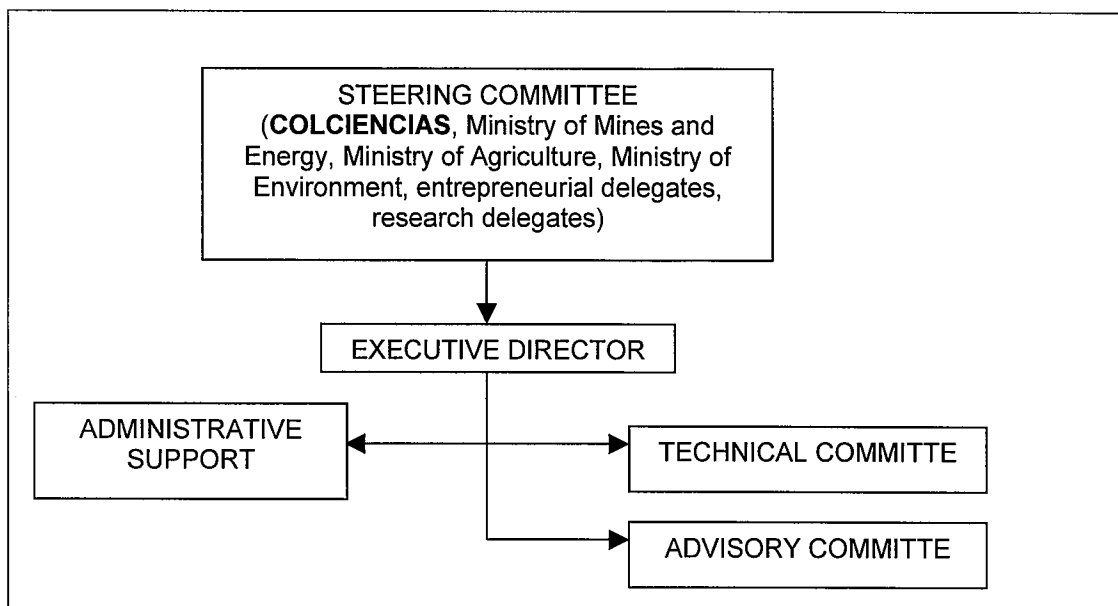 STEERING COMMITTEE
(COLCIENCIAS, Ministry of Mines and
Energy, Ministry of Agriculture, Ministry of
Environment, entrepreneurial delegates,
research delegates)
EXECUTIVE DIRECTOR
ADMINISTRATIVE
SUPPORT
TECHNICAL COMMITTE
ADVISORY COMMITTE